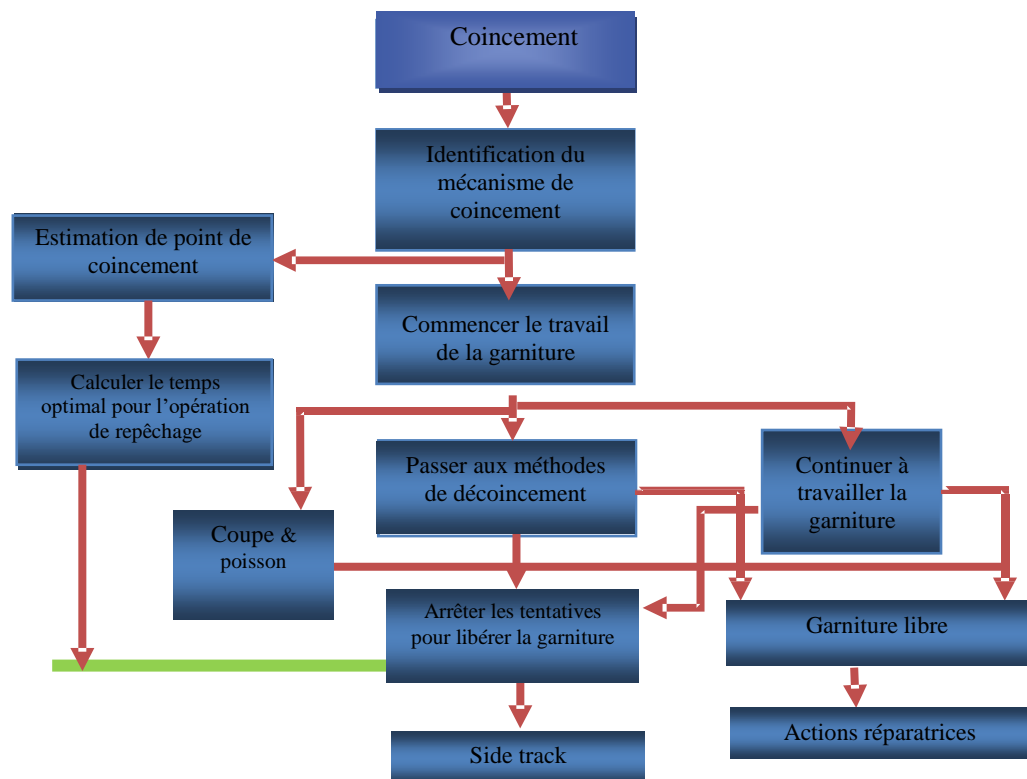 Coincement
Identification du
mécanisme de
coincement
Estimation de point de
coincement
Commencer le travail
de la garniture
Calculer le temps
optimal pour l’opération
de repêchage
Passer aux méthodes
de décoincement
Continuer à
travailler la
garniture
Coupe &
poisson
Arrêter les tentatives
pour libérer la garniture
Garniture libre
Side track
Actions réparatrices